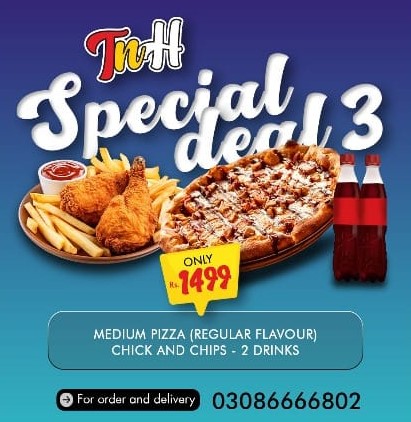 TnH
Special
deal 3
ONLY
Rs. 1499
MEDIUM PIZZA (REGULAR FLAVOUR)
CHICK AND CHIPS - 2 DRINKS
For order and delivery 03086666802